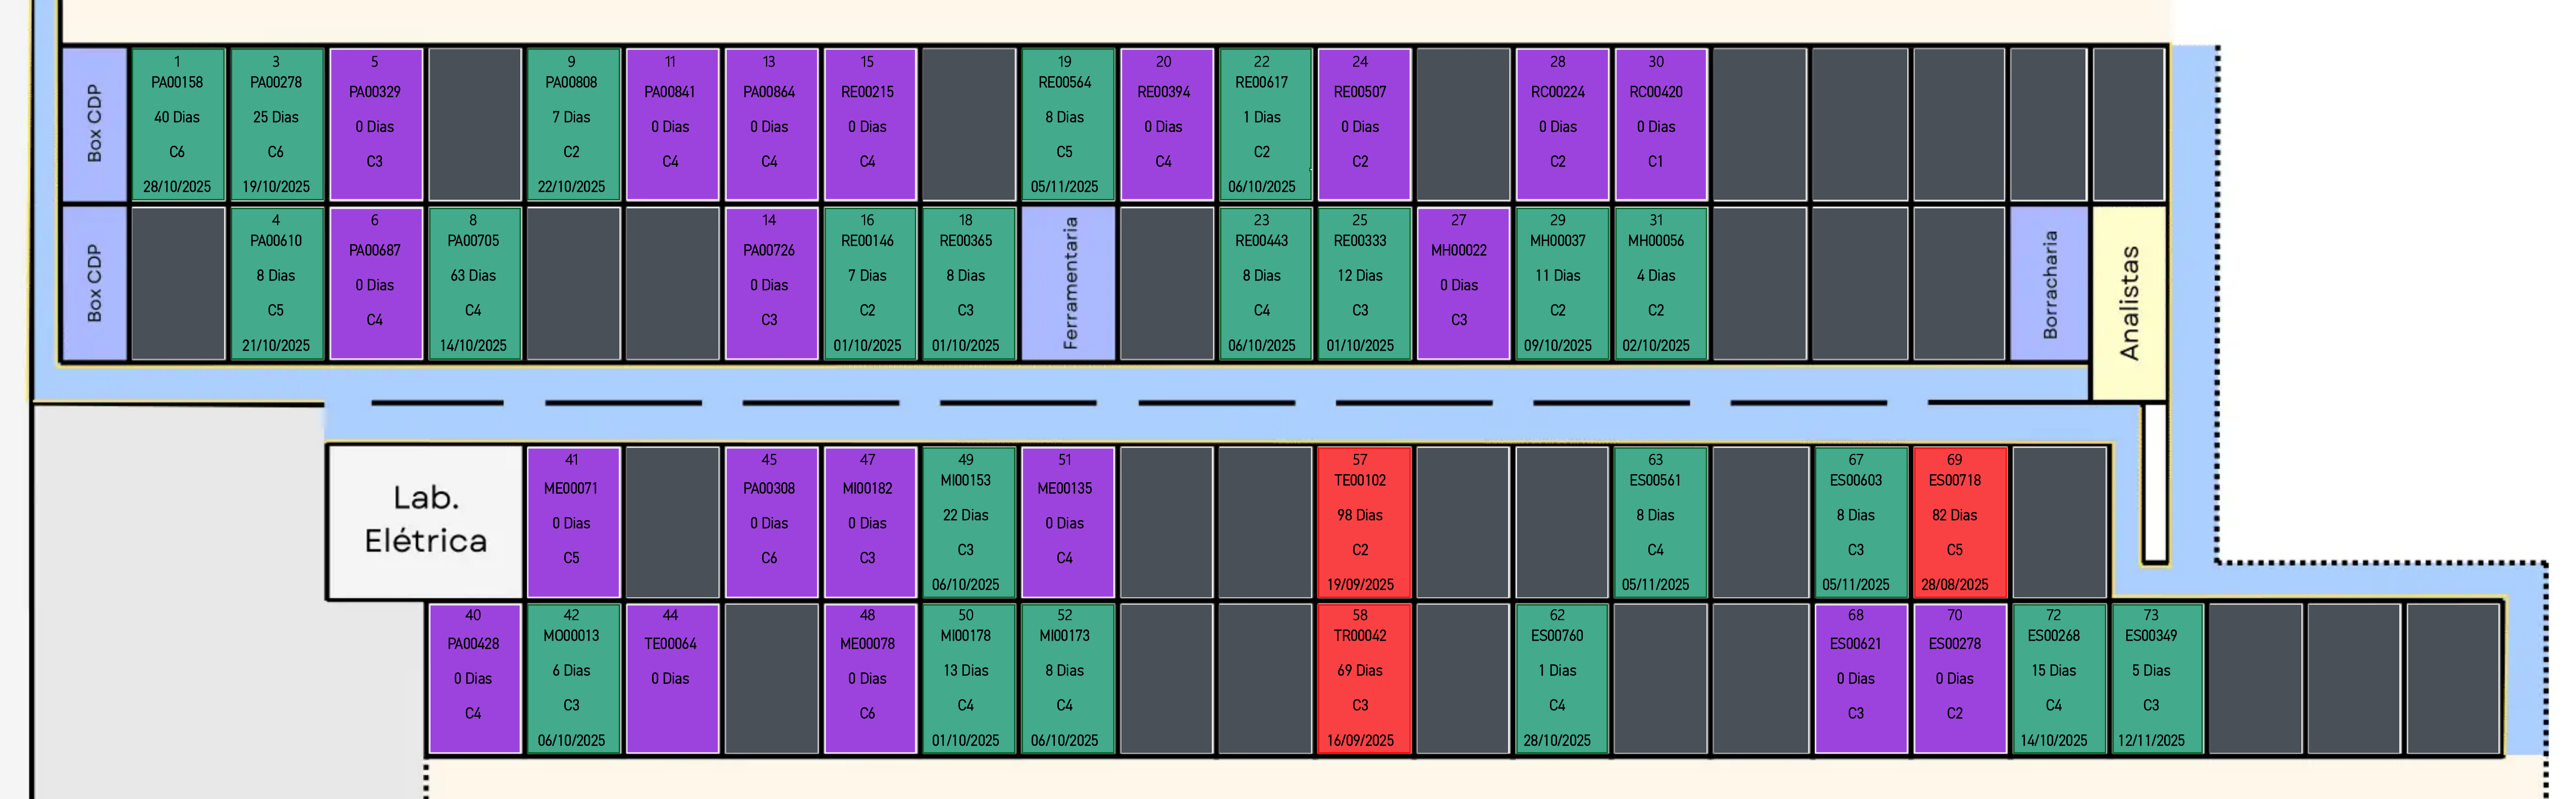 Box CDP
1
PA00158
40 Dias
C6
28/10/2025
3
PA00278
25 Dias
C6
19/10/2025
5
PA00329
0 Dias
C3
9
PA00808
7 Dias
C2
22/10/2025
11
PA00841
0 Dias
C4
13
PA00864
0 Dias
C4
15
RE00215
0 Dias
C4
19
RE00564
8 Dias
C5
05/11/2025
20
RE00394
0 Dias
C4
22
RE00617
1 Dias
C2
06/10/2025
24
RE00507
0 Dias
C2
28
RC00224
0 Dias
C2
30
RC00420
0 Dias
C1
Box CDP
4
PA00610
8 Dias
C5
21/10/2025
6
PA00687
0 Dias
C4
8
PA00705
63 Dias
C4
14/10/2025
14
PA00726
0 Dias
C3
16
RE00146
7 Dias
C2
01/10/2025
18
RE00365
8 Dias
C3
01/10/2025
Ferramentaria
23
RE00443
8 Dias
C4
06/10/2025
25
RE00333
12 Dias
C3
01/10/2025
27
MH00022
0 Dias
C3
29
MH00037
11 Dias
C2
09/10/2025
31
MH00056
4 Dias
C2
02/10/2025
Borracharia
Analistas
Lab.
Elétrica
41
ME00071
0 Dias
C5
45
PA00308
0 Dias
C6
47
MI00182
0 Dias
C3
49
MI00153
22 Dias
C3
06/10/2025
51
ME00135
0 Dias
C4
57
TE00102
98 Dias
C2
19/09/2025
63
ES00561
8 Dias
C4
05/11/2025
67
ES00603
8 Dias
C3
05/11/2025
69
ES00718
82 Dias
C5
28/08/2025
40
PA00428
0 Dias
C4
42
MO00013
6 Dias
C3
06/10/2025
44
TE00064
0 Dias
48
ME00078
0 Dias
C6
50
MI00178
13 Dias
C4
01/10/2025
52
MI00173
8 Dias
C4
06/10/2025
58
TR00042
69 Dias
C3
16/09/2025
62
ES00760
1 Dias
C4
28/10/2025
68
ES00621
0 Dias
C3
70
ES00278
0 Dias
C2
72
ES00268
15 Dias
C4
14/10/2025
73
ES00349
5 Dias
C3
12/11/2025